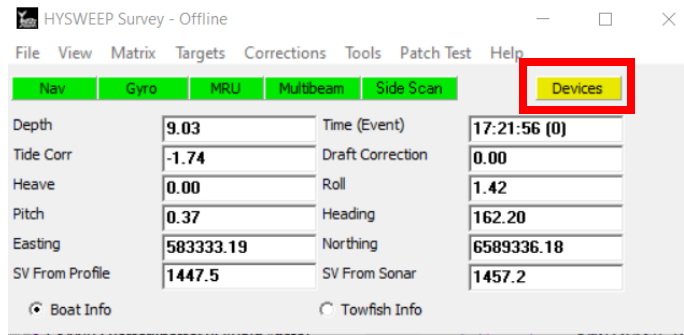 HYSWEEP Survey - Offline
File View Matrix Targets Corrections Tools Patch Test Help
Nav Gyro MRU Multibeam Side Scan Devices
Depth 9.03 Time (Event) 17:21:56 (0)
Tide Corr -1.74 Draft Correction 0.00
Heave 0.00 Roll 1.42
Pitch 0.37 Heading 162.20
Easting 583333.19 Northing 6589336.18
SV From Profile 1447.5 SV From Sonar 1457.2
Boat Info Towfish Info